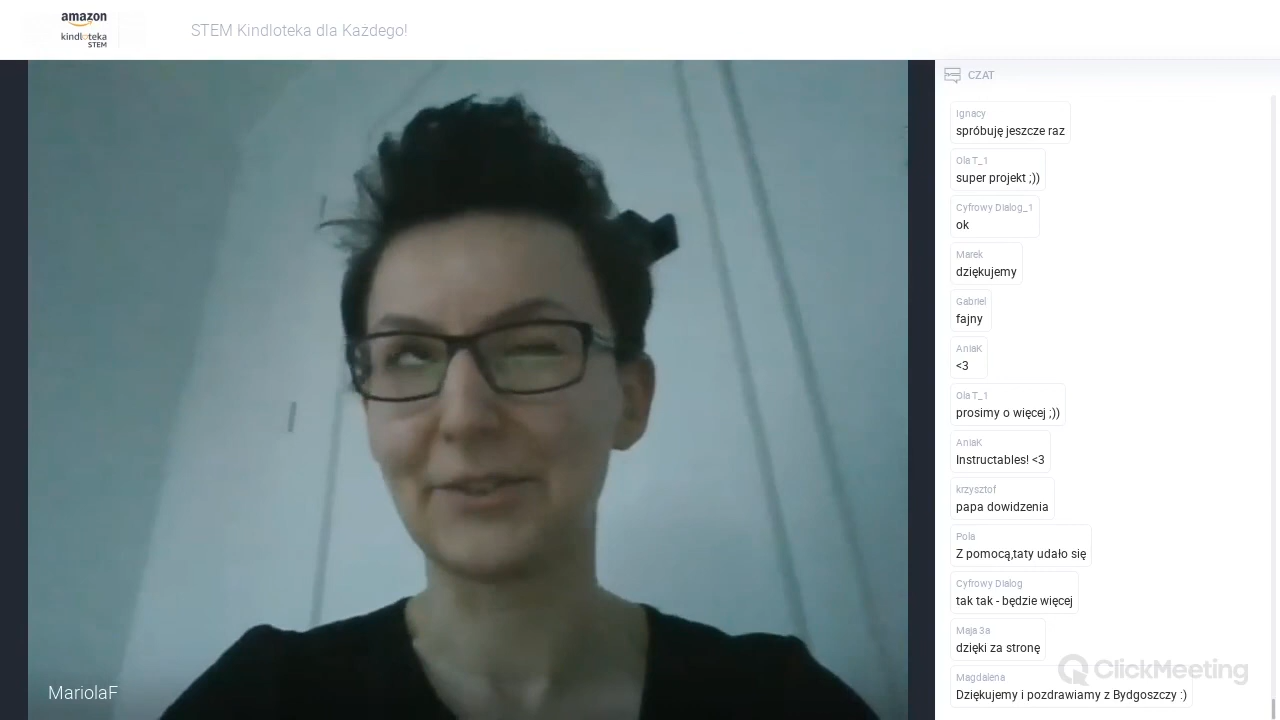 amazon
kindloteka
STEM
STEM Kindloteka dla Każdego!
CZAT
Ignacy
spróbuję jeszcze raz
Ola T_1
super projekt ;))
Cyfrowy Dialog_1
ok
Marek
dziękujemy
Gabriel
fajny
AniaK
<3
Ola T_1
prosimy o więcej ;))
AniaK
Instructables! <3
krzysztof
papa dowidzenia
Pola
Z pomocą,taty udało się
Cyfrowy Dialog
tak tak - będzie więcej
Maja 3a
dzięki za stronę
Magdalena
Dziękujemy i pozdrawiamy z Bydgoszczy :)
ClickMeeting
MariolaF